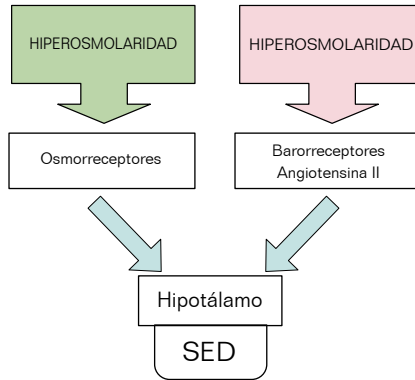 HIPEROSMOLARIDAD
HIPEROSMOLARIDAD
Osmorreceptores
Barorreceptores
Angiotensina II
Hipotálamo
SED